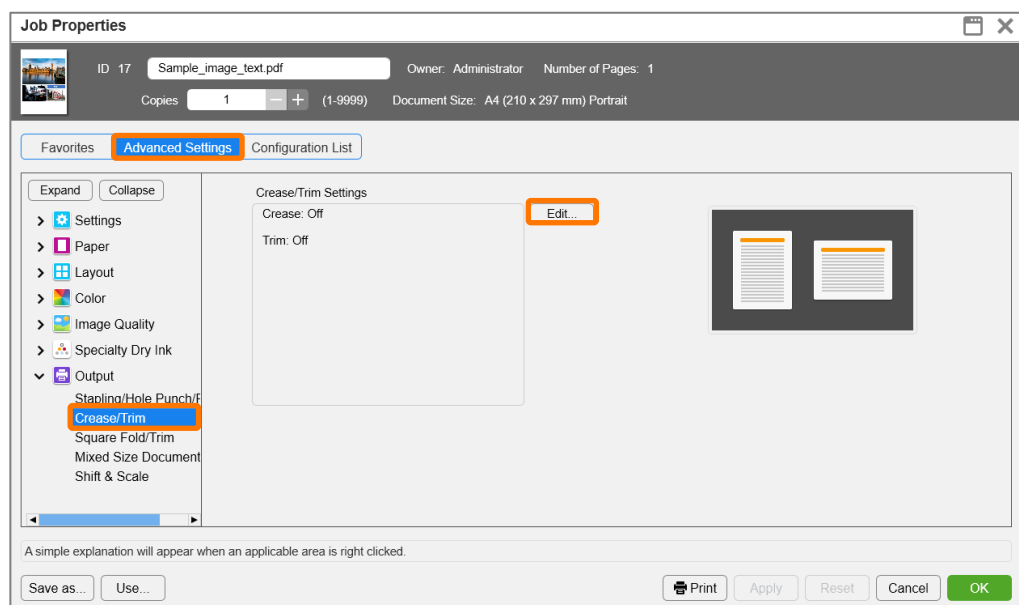 Job Properties
ID 17 Sample_image_text.pdf Owner: Administrator Number of Pages: 1
Copies 1 (1-9999) Document Size: A4 (210 x 297 mm) Portrait
Favorites Advanced Settings Configuration List
Expand Collapse
Settings
Paper
Layout
Color
Image Quality
Specialty Dry Ink
Output
Stapling/Hole Punch/F
Crease/Trim
Square Fold/Trim
Mixed Size Document
Shift & Scale
Crease/Trim Settings
Crease: Off
Trim: Off
Edit...
A simple explanation will appear when an applicable area is right clicked.
Save as... Use... Print Apply Reset Cancel OK